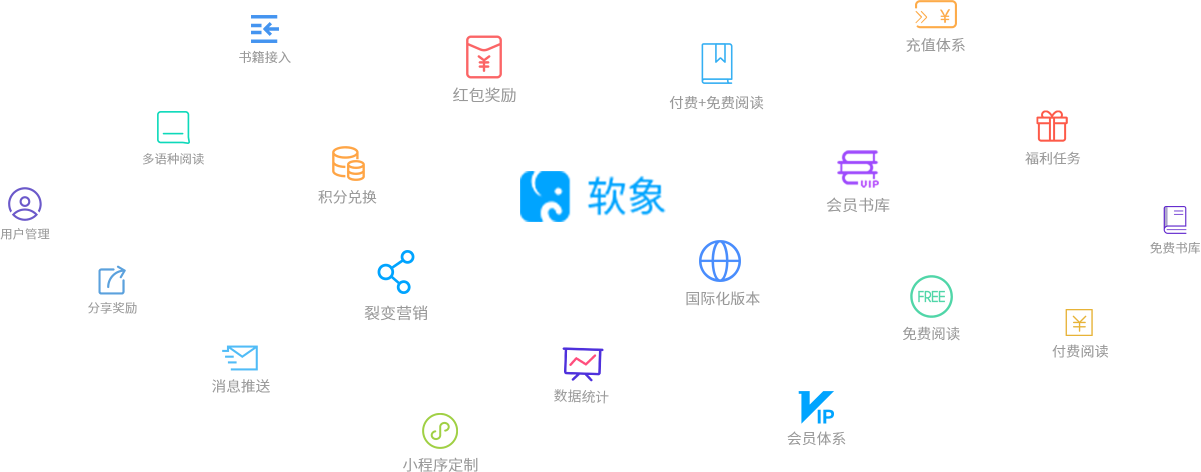 充值体系
书籍接入
红包奖励
付费+免费阅读
多语种阅读
福利任务
积分兑换
VIP
会员书库
软象
用户管理
免费书库
分享奖励
国际化版本
裂变营销
FREE
免费阅读
付费阅读
消息推送
数据统计
VIP
会员体系
小程序定制